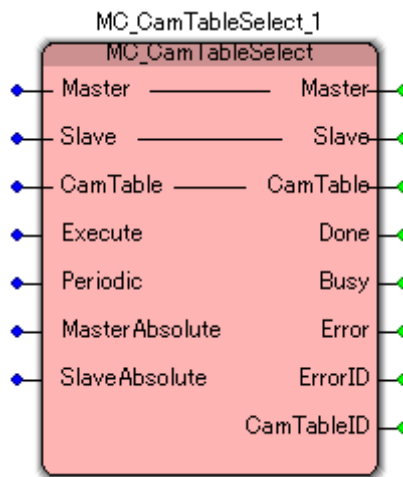 MC_CamTableSelect_1
MC_CamTableSelect
Master Master
Slave Slave
CamTable CamTable
Execute Done
Periodic Busy
MasterAbsolute Error
SlaveAbsolute ErrorID
CamTableID